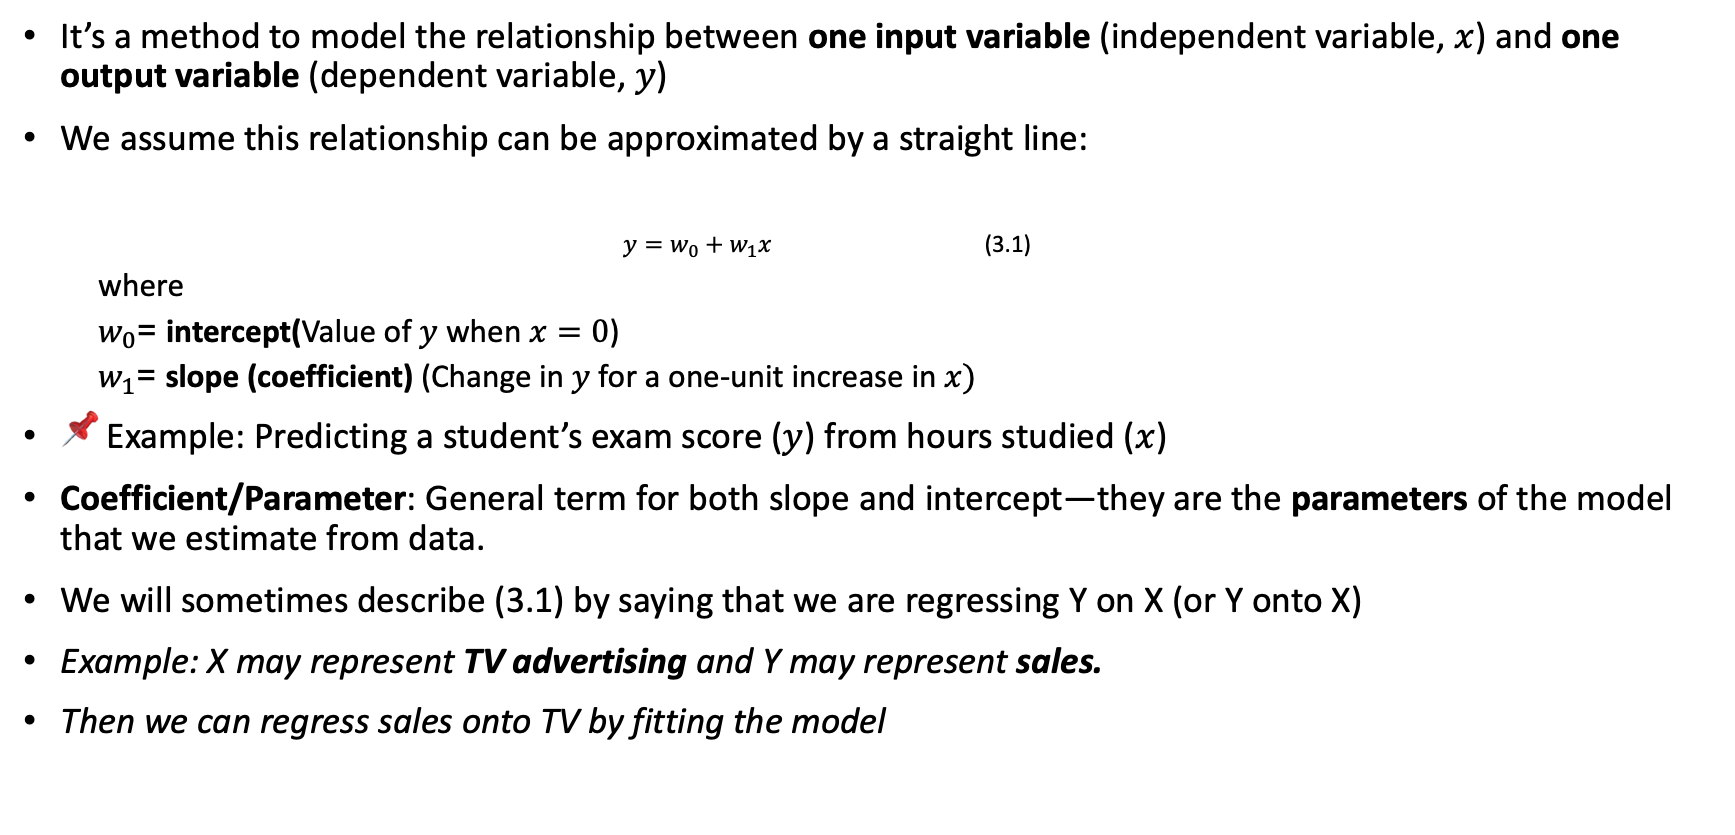 • It’s a method to model the relationship between one input variable (independent variable, x) and one
output variable (dependent variable, y)
• We assume this relationship can be approximated by a straight line:
y = w₀ + w₁x (3.1)
where
w₀= intercept(Value of y when x = 0)
w₁= slope (coefficient) (Change in y for a one-unit increase in x)
• 📌 Example: Predicting a student’s exam score (y) from hours studied (x)
• Coefficient/Parameter: General term for both slope and intercept—they are the parameters of the model
that we estimate from data.
• We will sometimes describe (3.1) by saying that we are regressing Y on X (or Y onto X)
• Example: X may represent TV advertising and Y may represent sales.
• Then we can regress sales onto TV by fitting the model